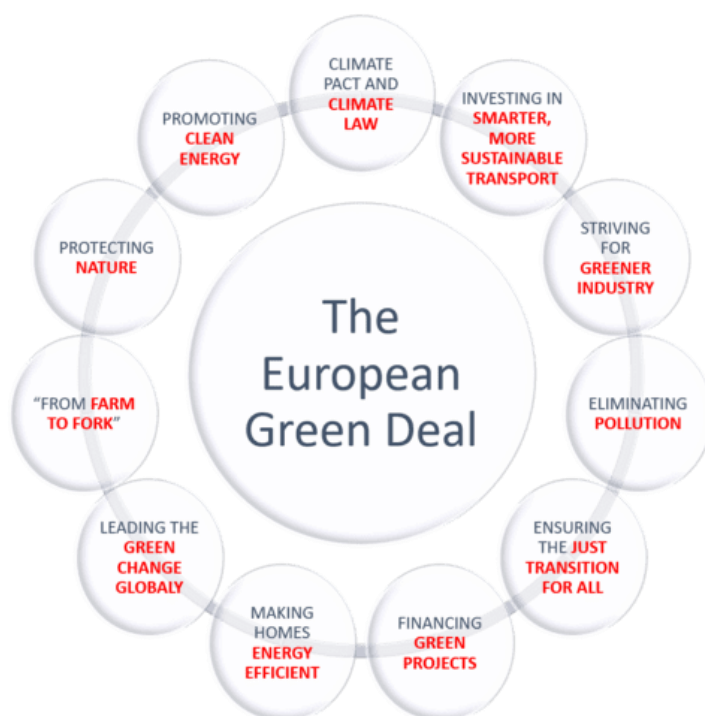 The
European
Green Deal
CLIMATE
PACT AND
CLIMATE
LAW
INVESTING IN
SMARTER,
MORE
SUSTAINABLE
TRANSPORT
STRIVING
FOR
GREENER
INDUSTRY
ELIMINATING
POLLUTION
ENSURING
THE JUST
TRANSITION
FOR ALL
FINANCING
GREEN
PROJECTS
MAKING
HOMES
ENERGY
EFFICIENT
LEADING THE
GREEN
CHANGE
GLOBALY
“FROM FARM
TO FORK”
PROTECTING
NATURE
PROMOTING
CLEAN
ENERGY